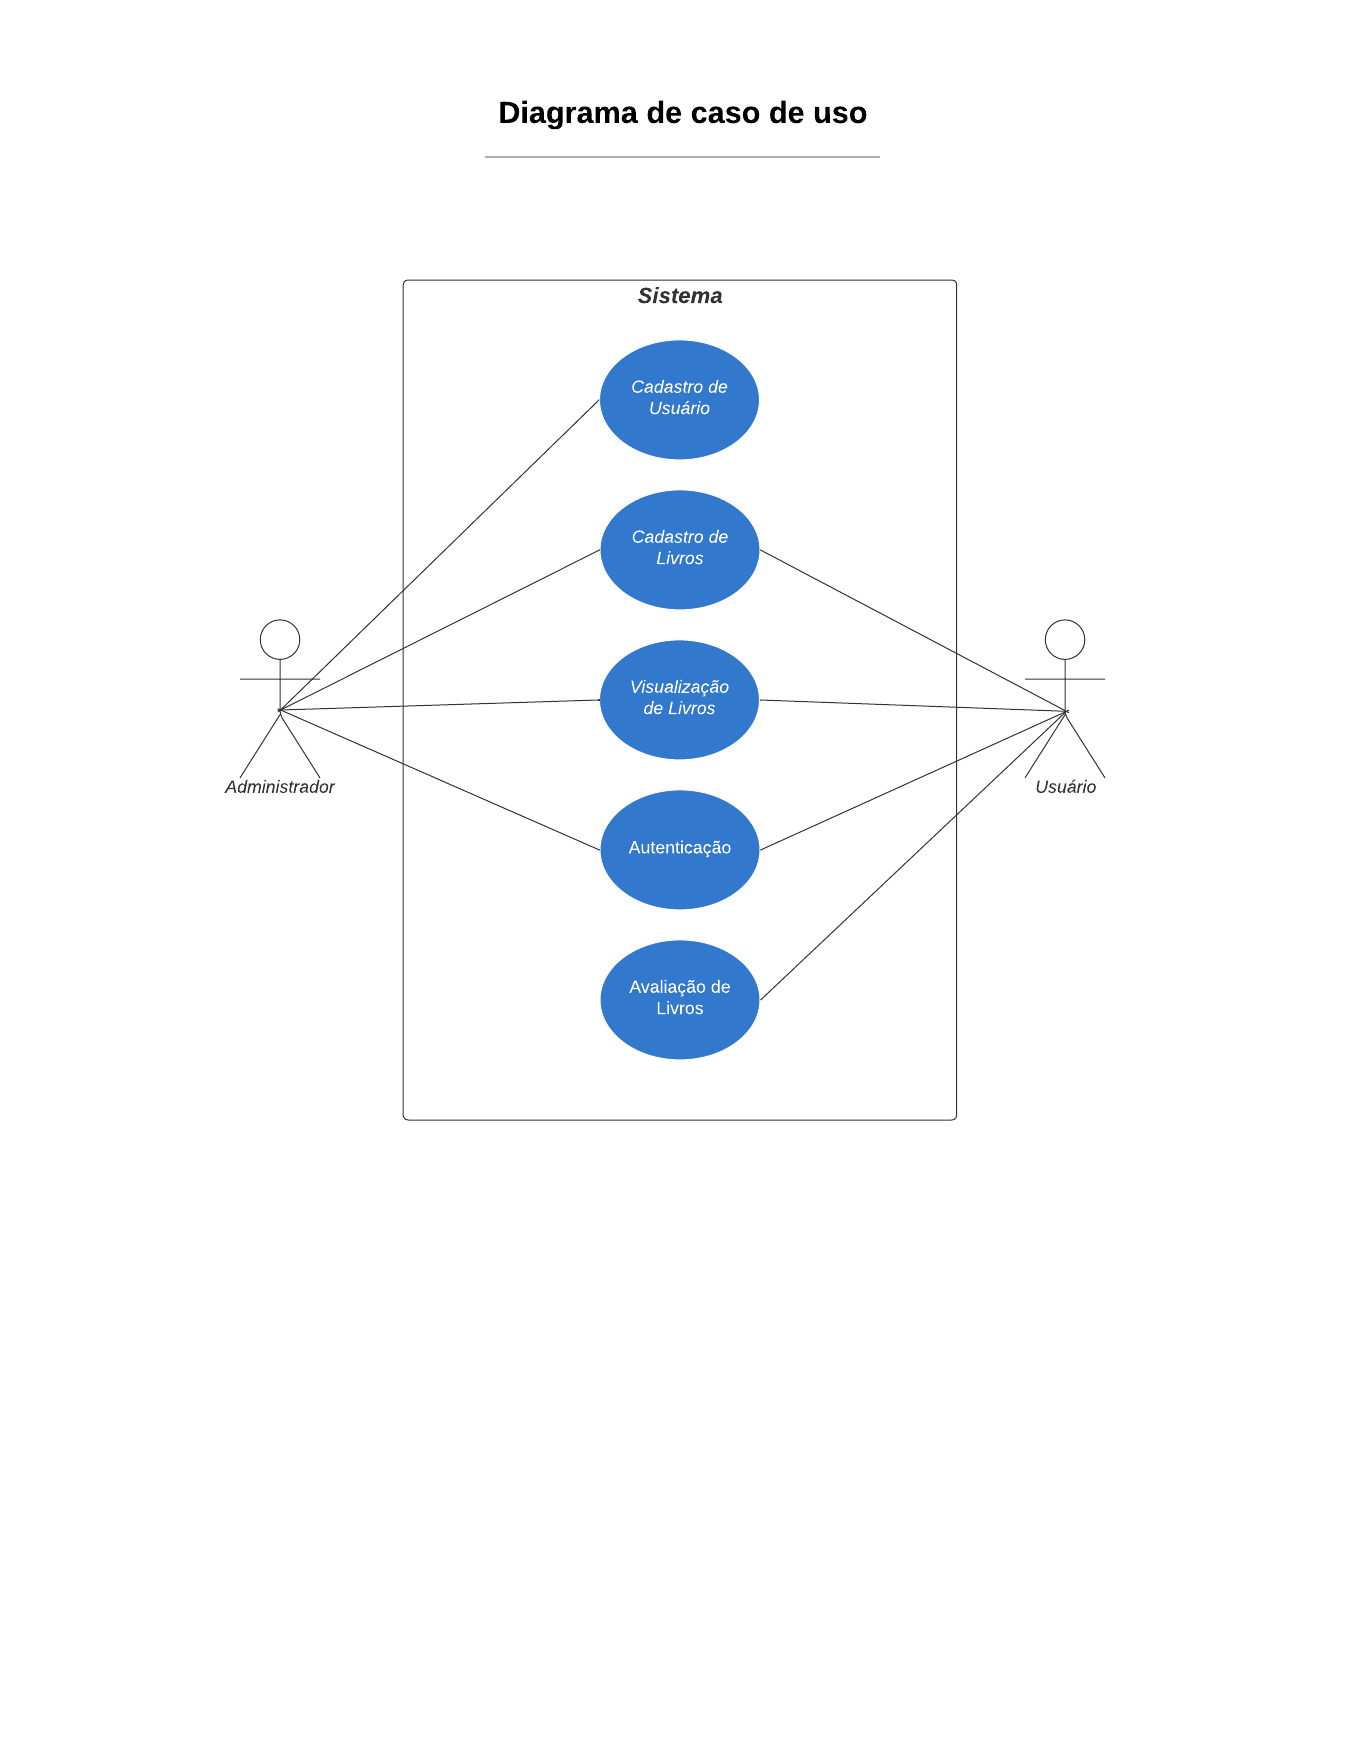 Diagrama de caso de uso
Sistema
Cadastro de
Usuário
Cadastro de
Livros
Visualização
de Livros
Administrador
Usuário
Autenticação
Avaliação de
Livros